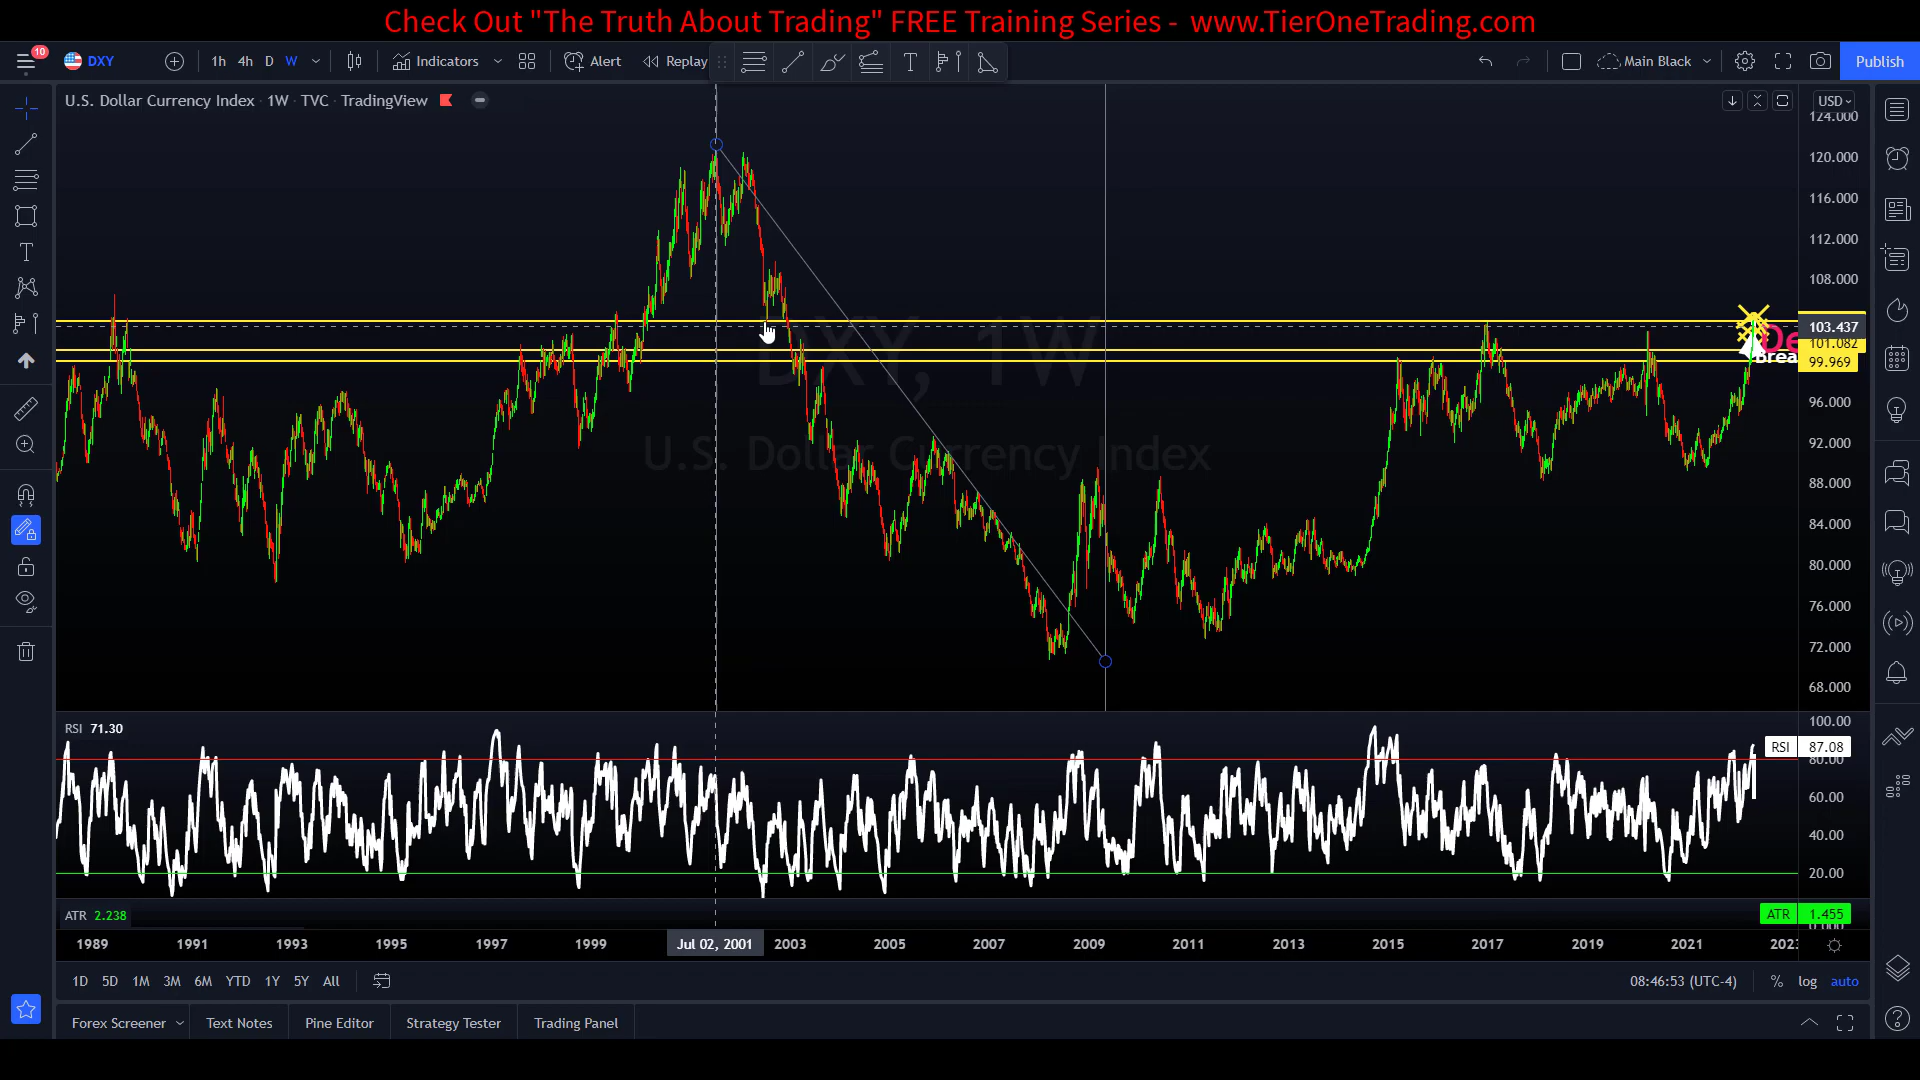 Check Out "The Truth About Trading" FREE Training Series -  www.TierOneTrading.com
10 DXY 1h 4h D W Indicators Alert Replay Main Black Publish
U.S. Dollar Currency Index · 1W · TVC · TradingView
USD
124.000
120.000
116.000
112.000
108.000
103.437
101.082
99.969
96.000
92.000
88.000
84.000
80.000
76.000
72.000
68.000
De
Brea
DXY, 1W
U.S. Dollar Currency Index
RSI 71.30
100.00
RSI 87.08
80.00
60.00
40.00
20.00
ATR 2.238
ATR 1.455
0.000
1989 1991 1993 1995 1997 1999 Jul 02, 2001 2003 2005 2007 2009 2011 2013 2015 2017 2019 2021 202
1D 5D 1M 3M 6M YTD 1Y 5Y All 08:46:53 (UTC-4) % log auto
Forex Screener Text Notes Pine Editor Strategy Tester Trading Panel